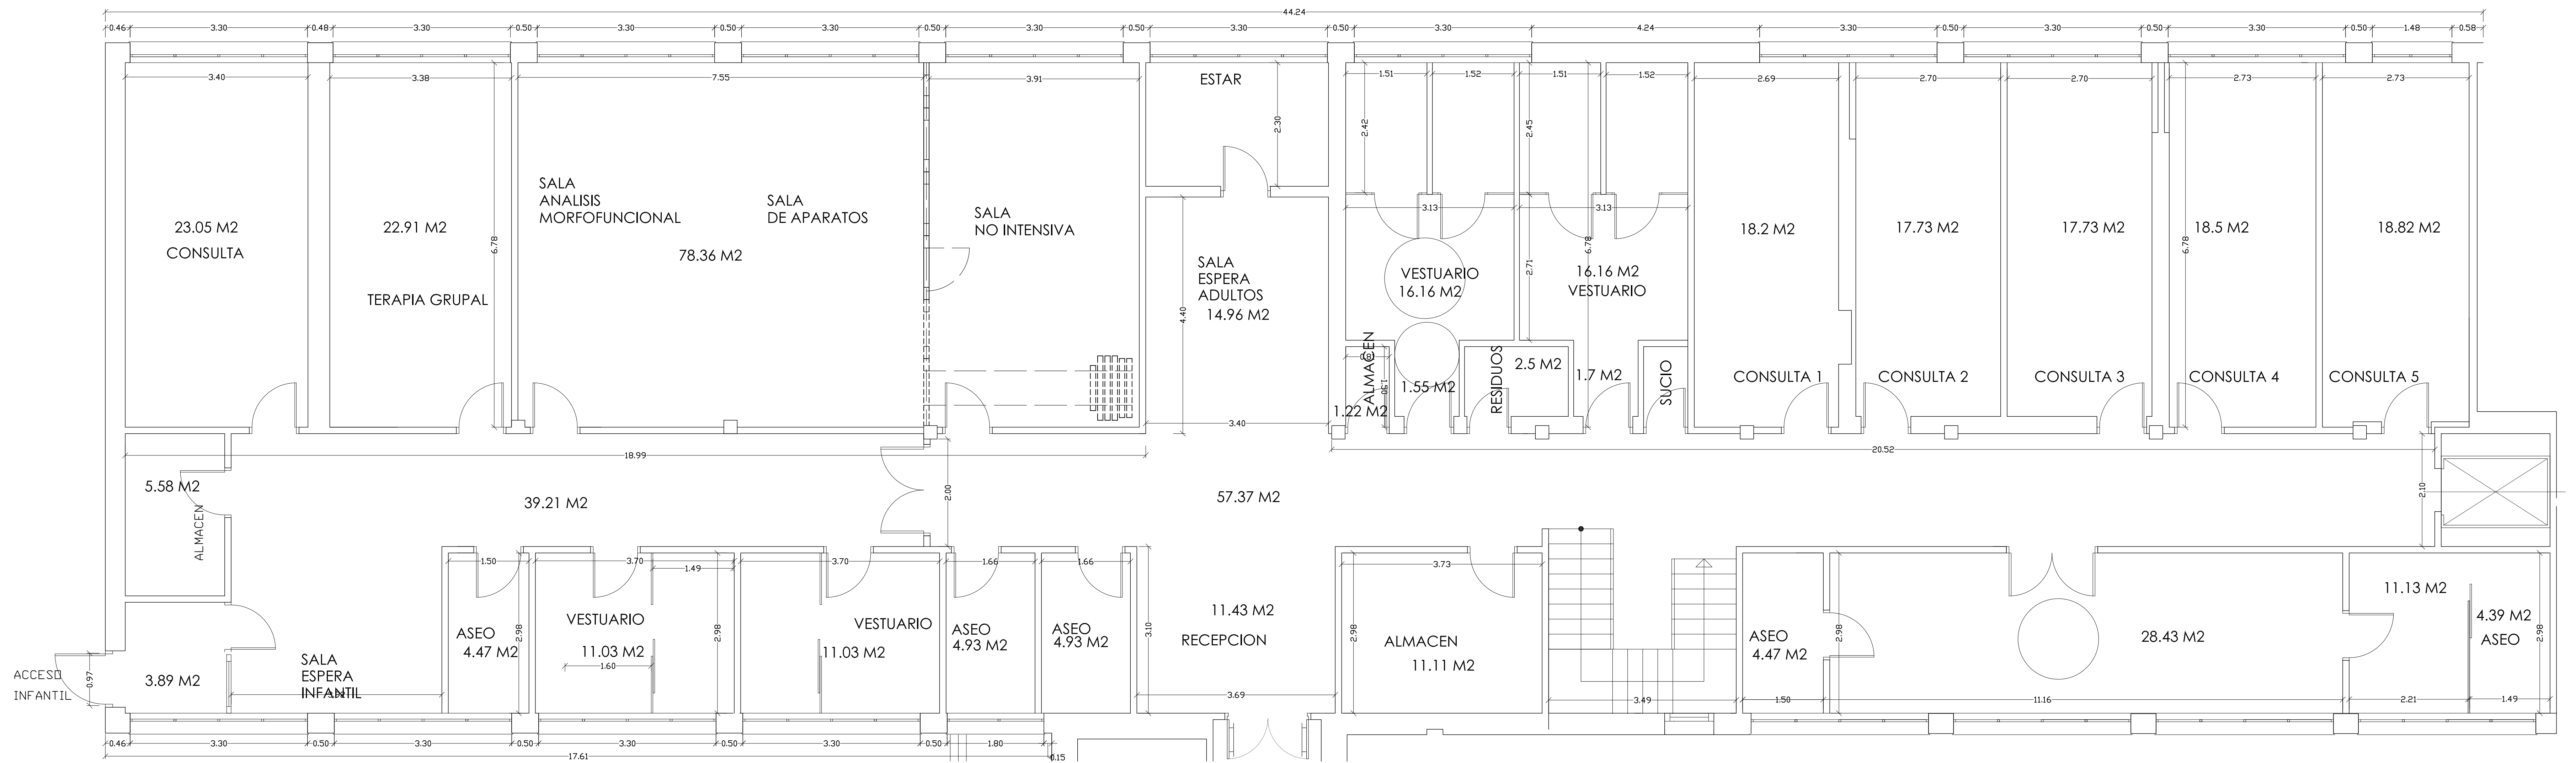 44.24
0.46 3.30 0.48 3.30 0.50 3.30 0.50 3.30 0.50 3.30 0.50 3.30 0.50 3.30 4.24 3.30 0.50 3.30 3.30 0.50 1.48 0.58
3.40 3.38 7.55 3.91 1.51 1.52 1.51 1.52 2.69 2.70 2.70 2.73 2.73
ESTAR
2.30
2.42
2.45
6.78
6.78
6.78
23.05 M2
CONSULTA
22.91 M2
TERAPIA GRUPAL
SALA
ANALISIS
MORFOFUNCIONAL
SALA
DE APARATOS
78.36 M2
SALA
NO INTENSIVA
SALA
ESPERA
ADULTOS
14.96 M2
4.40
3.40
3.13
3.13
2.71
VESTUARIO
16.16 M2
16.16 M2
VESTUARIO
ALMACEN
1.22 M2
1.55 M2
RESIDUOS
2.5 M2
1.7 M2
SUCIO
18.2 M2
CONSULTA 1
17.73 M2
CONSULTA 2
17.73 M2
CONSULTA 3
18.5 M2
CONSULTA 4
18.82 M2
CONSULTA 5
18.99
20.52
2.00
2.10
5.58 M2
ALMACEN
39.21 M2
57.37 M2
ACCESO
INFANTIL
0.97
3.89 M2
SALA
ESPERA
INFANTIL
1.50
ASEO
4.47 M2
2.98
3.70
1.49
VESTUARIO
11.03 M2
1.60
2.98
3.70
VESTUARIO
11.03 M2
1.66
ASEO
4.93 M2
1.66
ASEO
4.93 M2
3.10
11.43 M2
RECEPCION
3.69
3.73
2.98
ALMACEN
11.11 M2
3.49
ASEO
4.47 M2
1.50
2.98
28.43 M2
11.16
11.13 M2
2.21
4.39 M2
ASEO
2.98
1.49
0.46 3.30 0.50 3.30 0.50 3.30 0.50 3.30 0.50 1.80
0.15
17.61